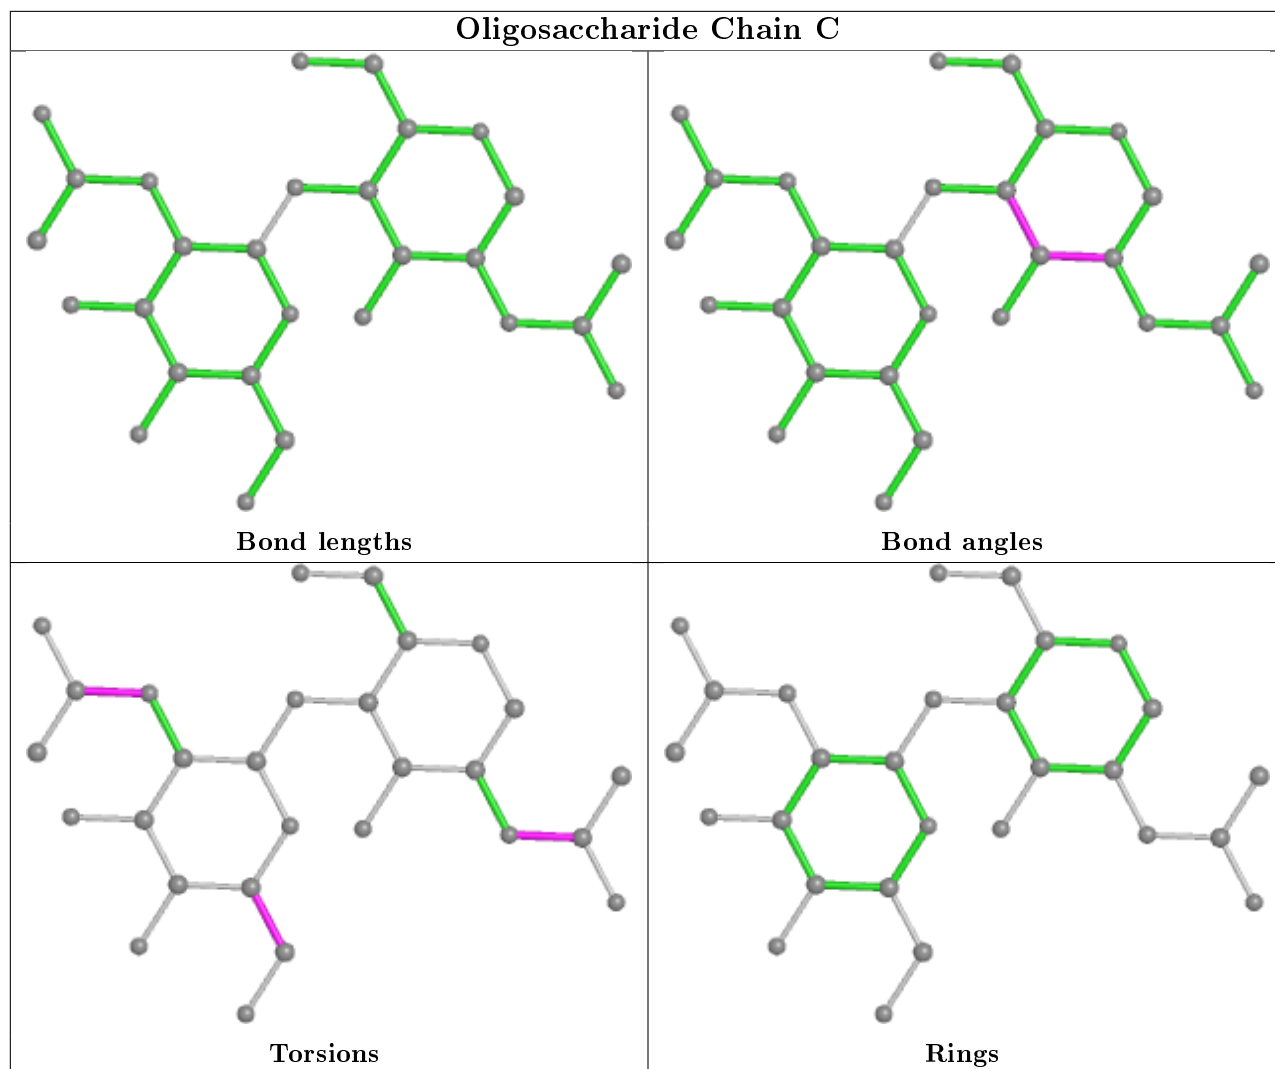 Oligosaccharide Chain C
Bond lengths
Bond angles
Torsions
Rings